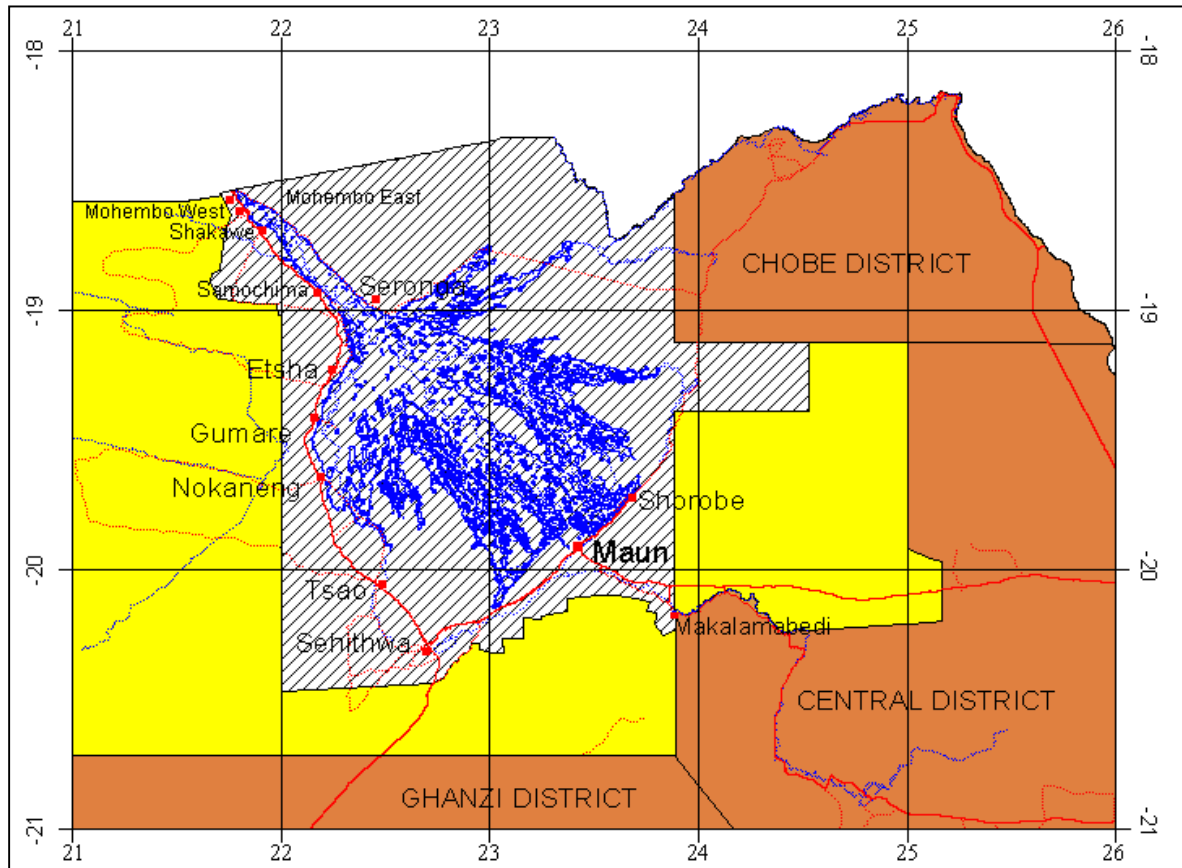 21 22 23 24 25 26
-18 -18
Mohembo East
Mohembo West
Shakawe
CHOBE DISTRICT
Samochima
Seronga
-19 -19
Etsha
Gumare
Nokaneng
Shorobe
Maun
-20 -20
Tsao
Makalamabedi
Sehithwa
CENTRAL DISTRICT
GHANZI DISTRICT
-21 -21
21 22 23 24 25 26